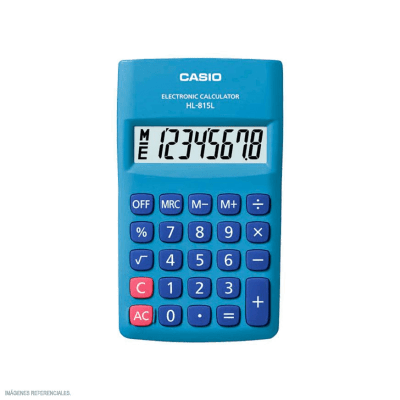 CASIO
ELECTRONIC CALCULATOR
HL-815L
M
E 12345678
OFF MRC M− M+ ÷
% 7 8 9 ×
√ 4 5 6 −
C 1 2 3 +
AC 0 · =
IMÁGENES REFERENCIALES.